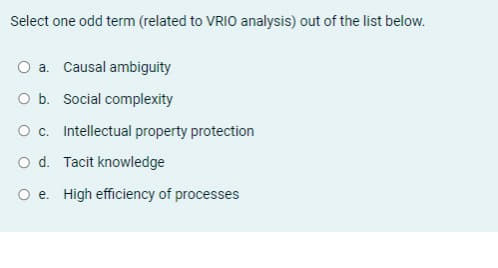 Select one odd term (related to VRIO analysis) out of the list below.
a. Causal ambiguity
b. Social complexity
c. Intellectual property protection
d. Tacit knowledge
e. High efficiency of processes